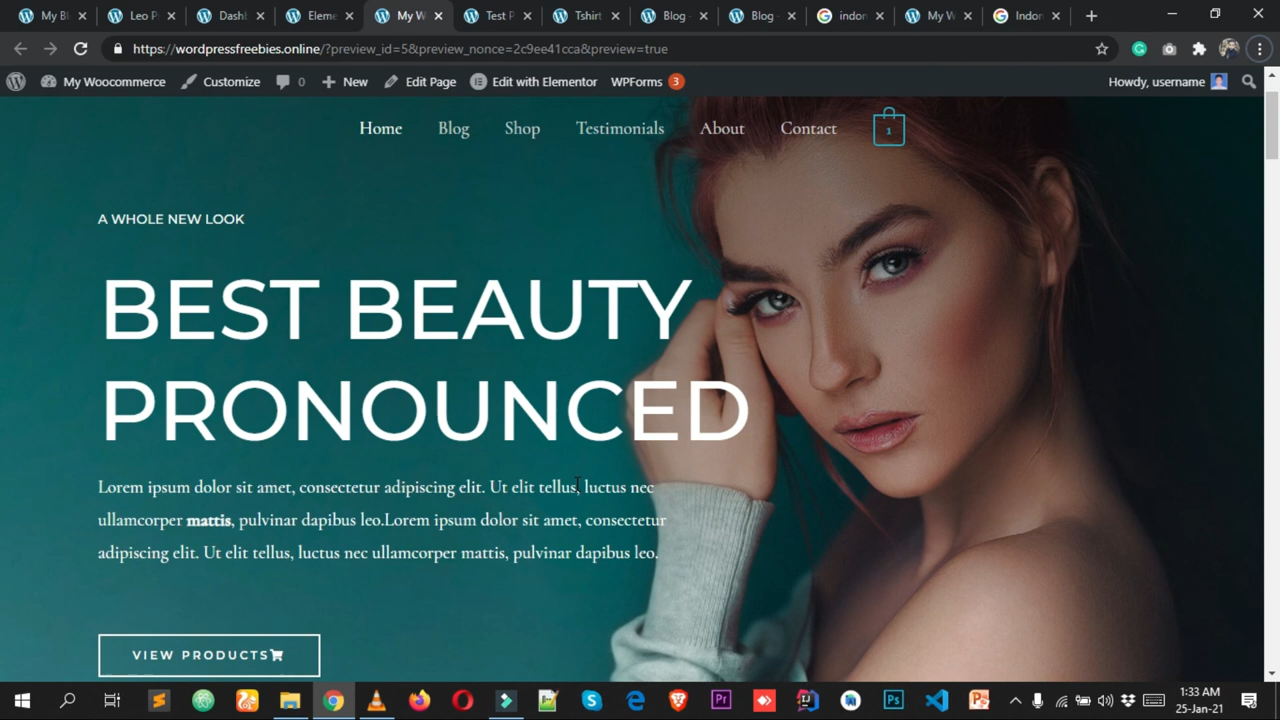 My Bl
Leo P
Dashb
Eleme
My W
Test P
Tshirt
Blog -
Blog -
indon
My W
Indon
https://wordpressfreebies.online/?preview_id=5&preview_nonce=2c9ee41cca&preview=true
My Woocommerce
Customize
0
New
Edit Page
Edit with Elementor
WPForms 3
Howdy, username
Home
Blog
Shop
Testimonials
About
Contact
1
A WHOLE NEW LOOK
BEST BEAUTY
PRONOUNCED
Lorem ipsum dolor sit amet, consectetur adipiscing elit. Ut elit tellus, luctus nec
ullamcorper mattis, pulvinar dapibus leo.Lorem ipsum dolor sit amet, consectetur
adipiscing elit. Ut elit tellus, luctus nec ullamcorper mattis, pulvinar dapibus leo.
VIEW PRODUCTS
Pr
Ps
1:33 AM
25-Jan-21